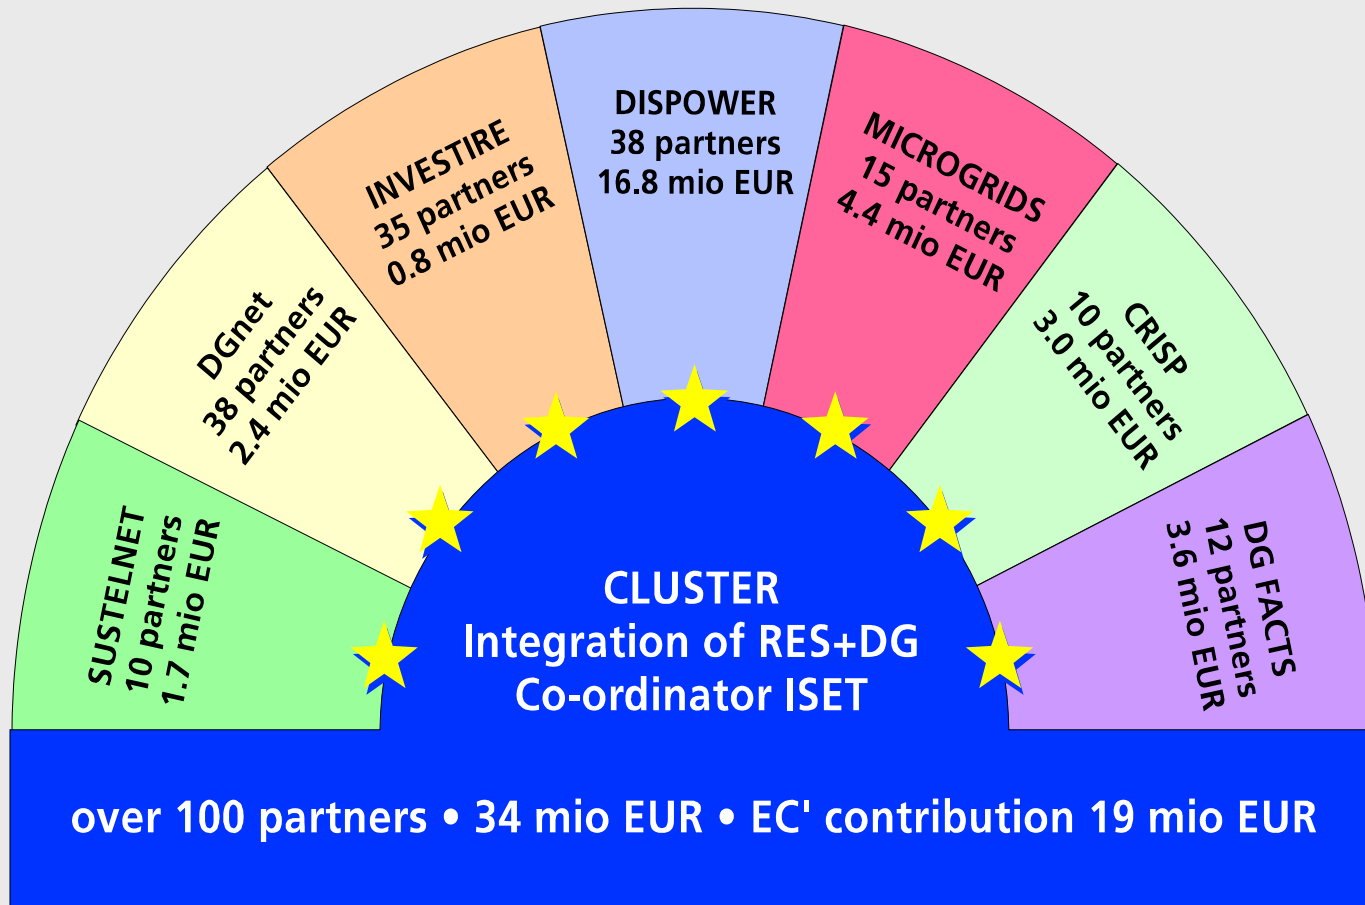 SUSTELNET
10 partners
1.7 mio EUR
DGnet
38 partners
2.4 mio EUR
INVESTIRE
35 partners
0.8 mio EUR
DISPOWER
38 partners
16.8 mio EUR
MICROGRIDS
15 partners
4.4 mio EUR
CRISP
10 partners
3.0 mio EUR
DG FACTS
12 partners
3.6 mio EUR
CLUSTER
Integration of RES+DG
Co-ordinator ISET
over 100 partners • 34 mio EUR • EC' contribution 19 mio EUR